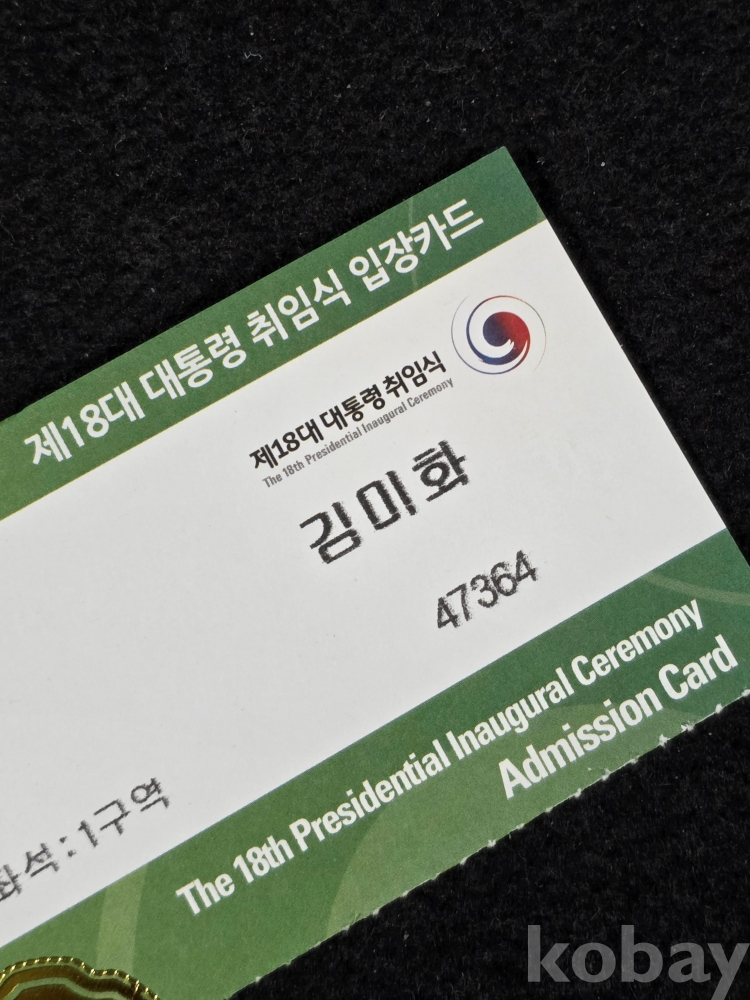 제18대 대통령 취임식 입장카드
제18대 대통령 취임식
The 18th Presidential Inaugural Ceremony
김미화
47364
좌석:1구역
The 18th Presidential Inaugural Ceremony
Admission Card
kobay